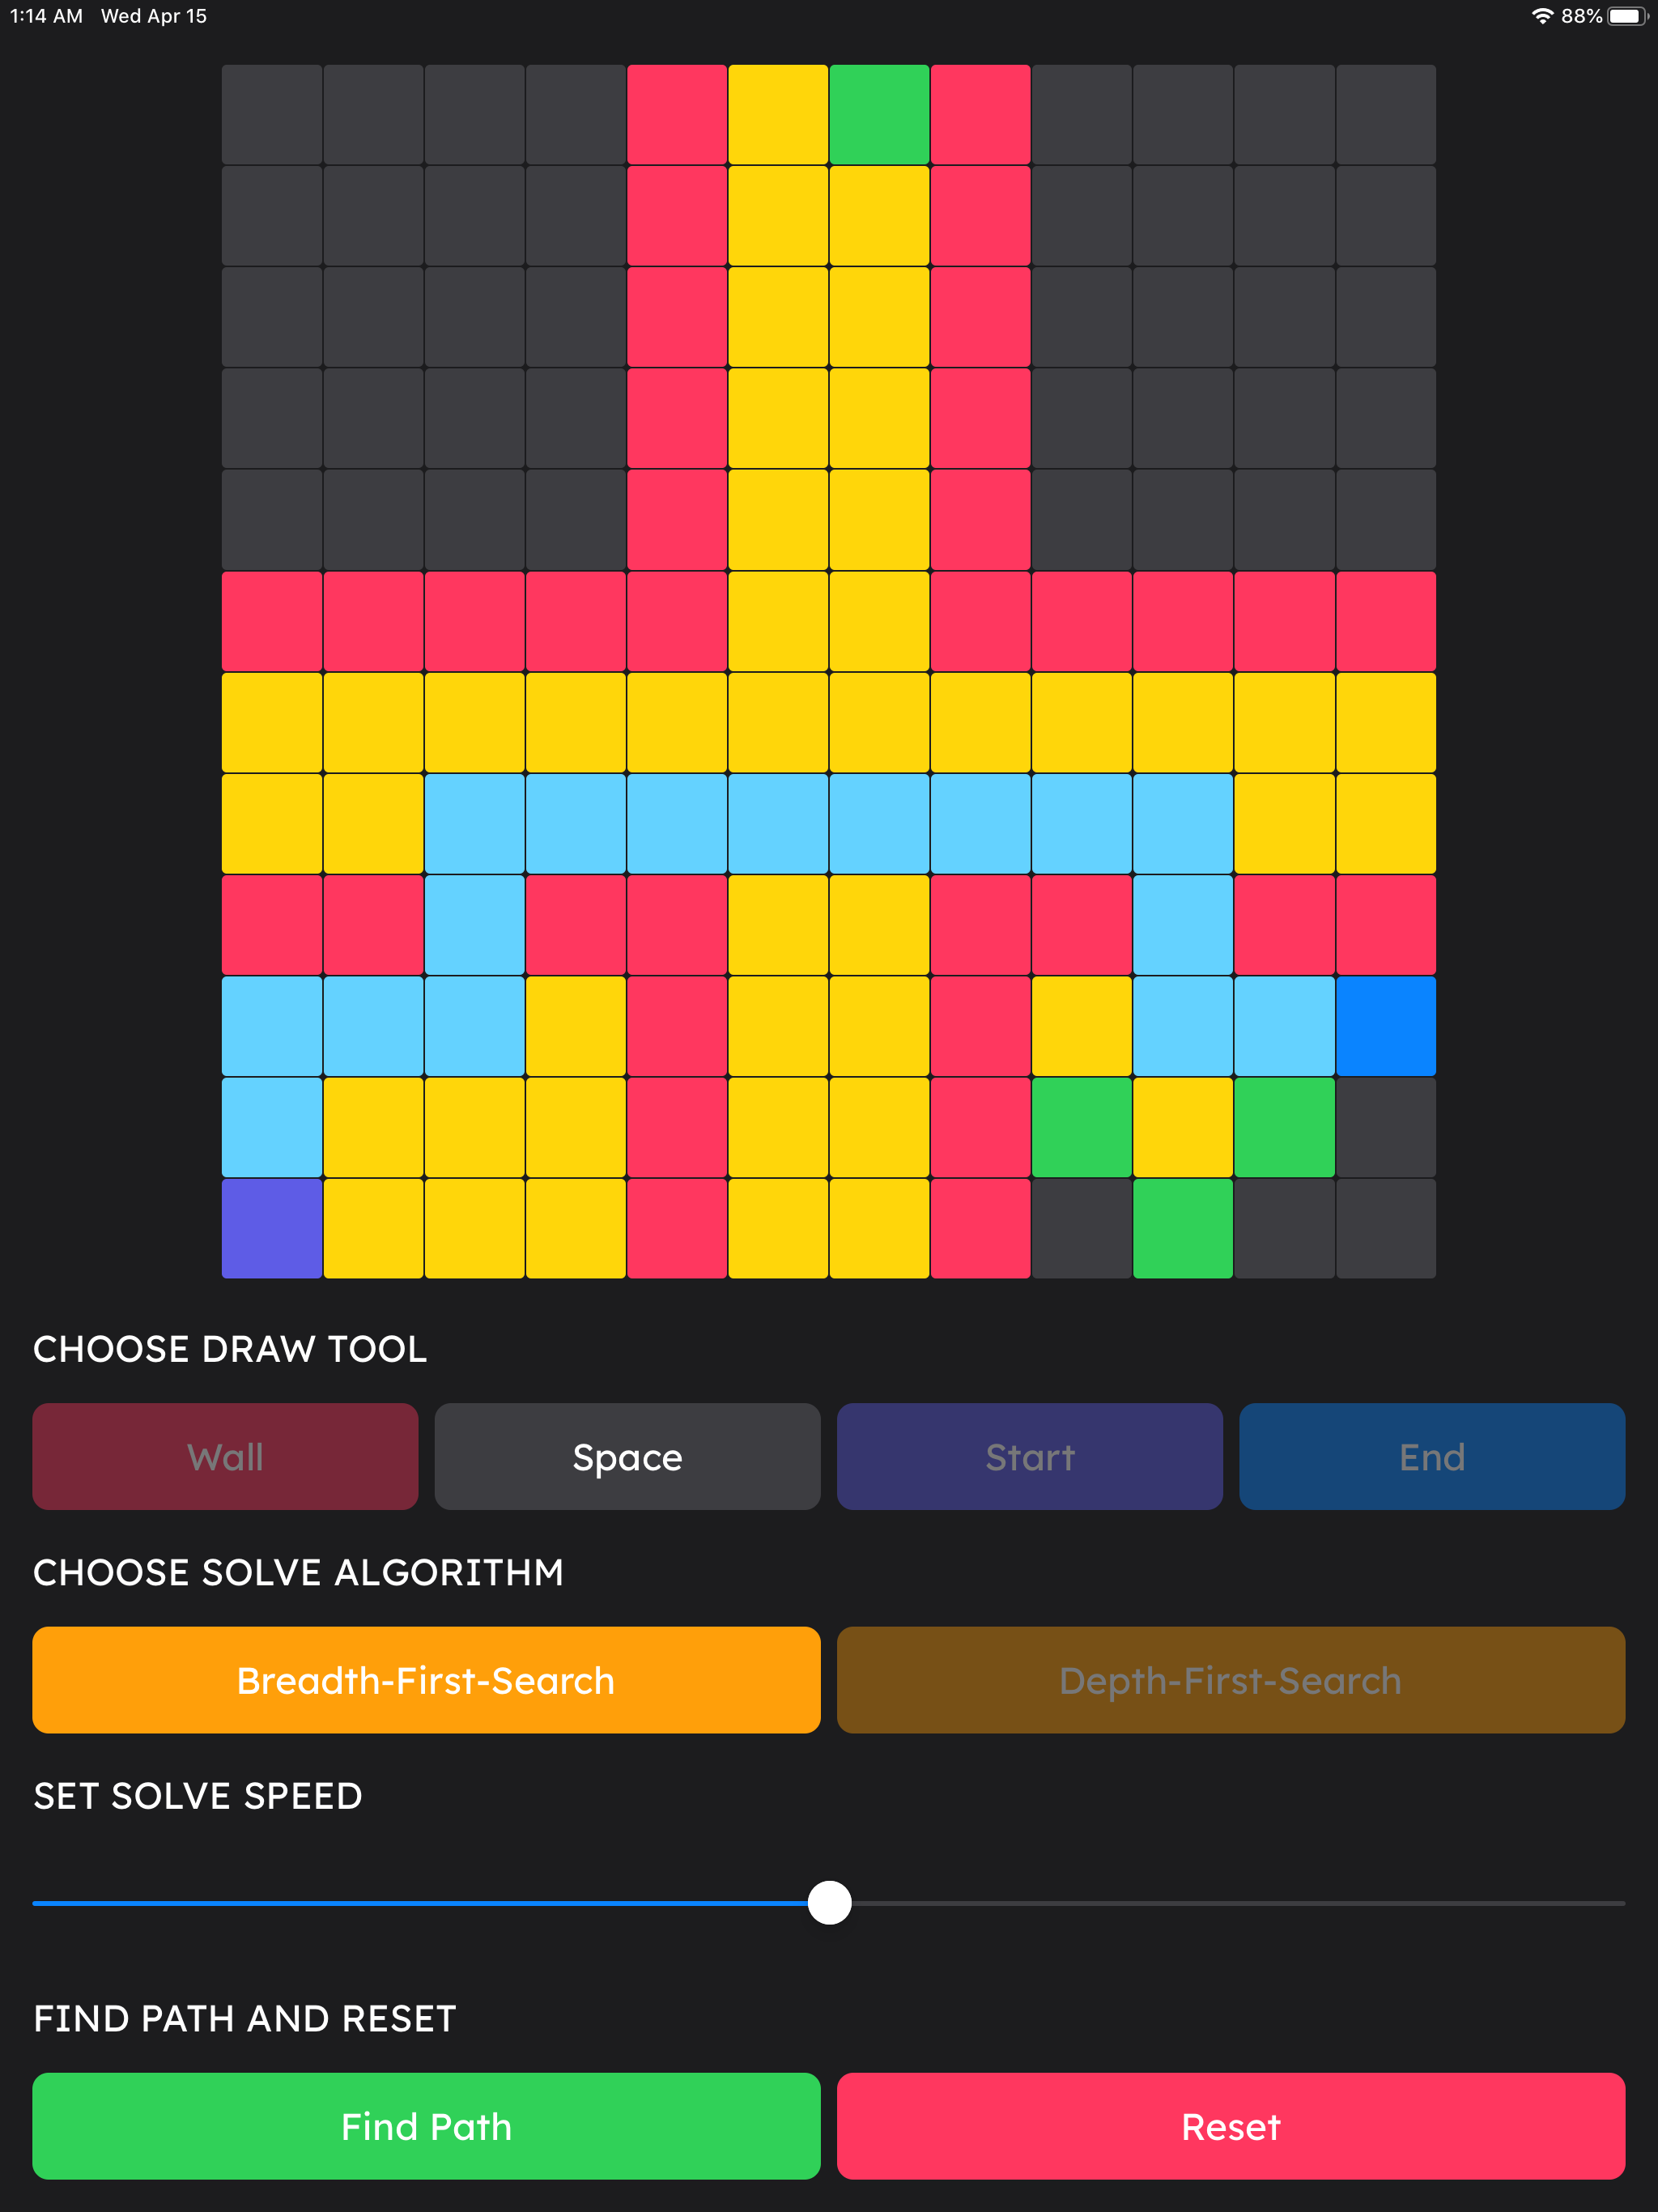 1:14 AM Wed Apr 15 88%
CHOOSE DRAW TOOL
Wall Space Start End
CHOOSE SOLVE ALGORITHM
Breadth-First-Search Depth-First-Search
SET SOLVE SPEED
FIND PATH AND RESET
Find Path Reset